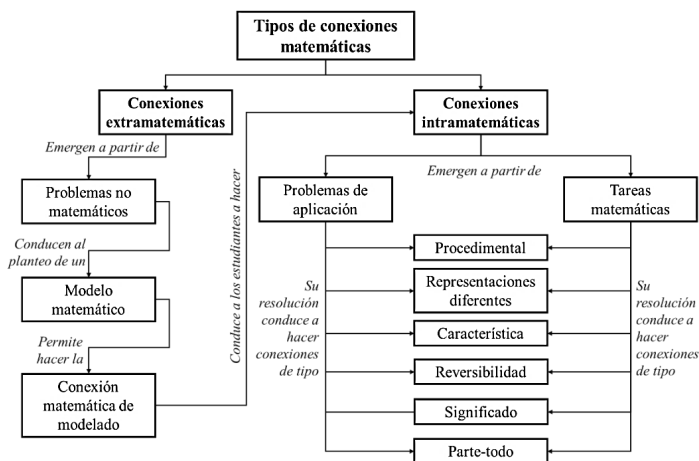 Tipos de conexiones
matemáticas
Conexiones
extramatemáticas
Conexiones
intramatemáticas
Emergen a partir de
Problemas no
matemáticos
Conducen al
planteo de un
Modelo
matemático
Permite
hacer la
Conexión
matemática de
modelado
Conduce a los estudiantes a hacer
Emergen a partir de
Problemas de
aplicación
Tareas
matemáticas
Su
resolución
conduce a
hacer
conexiones
de tipo
Procedimental
Representaciones
diferentes
Característica
Reversibilidad
Significado
Parte-todo
Su
resolución
conduce a
hacer
conexiones
de tipo